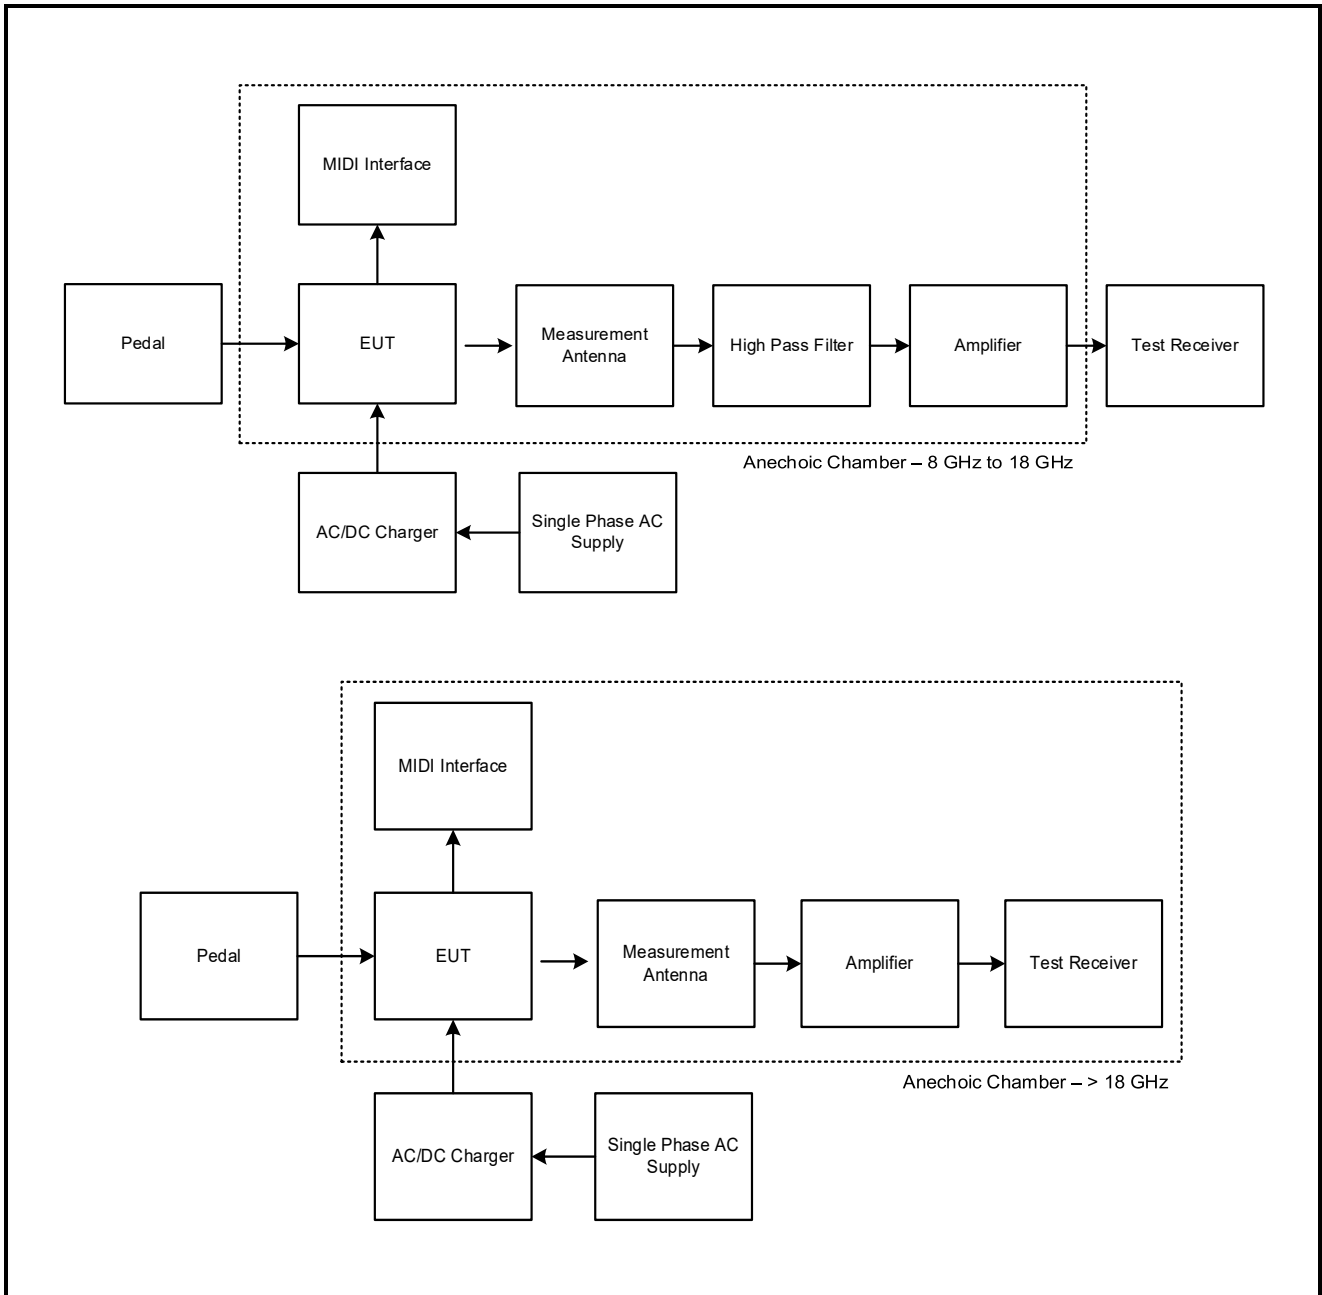 MIDI Interface
Pedal
EUT
Measurement
Antenna
High Pass Filter
Amplifier
Test Receiver
Anechoic Chamber – 8 GHz to 18 GHz
AC/DC Charger
Single Phase AC
Supply
MIDI Interface
Pedal
EUT
Measurement
Antenna
Amplifier
Test Receiver
Anechoic Chamber – > 18 GHz
AC/DC Charger
Single Phase AC
Supply